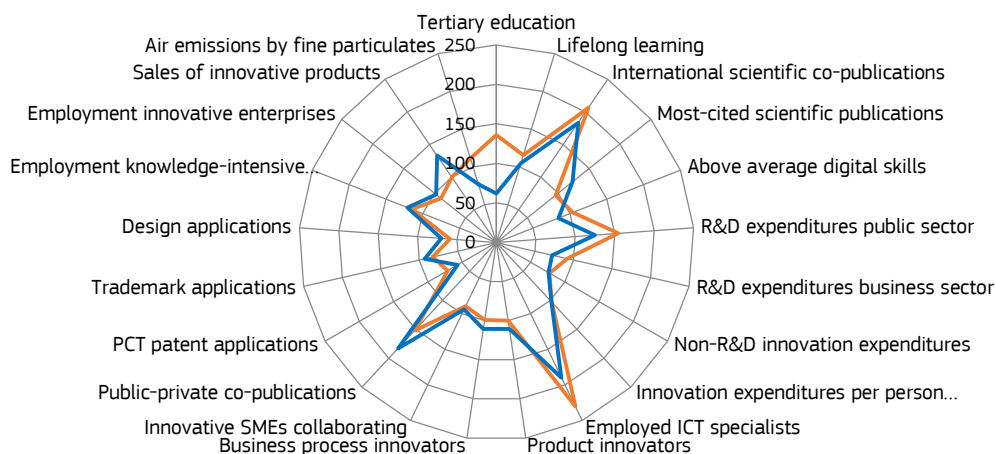 Tertiary education
Lifelong learning
International scientific co-publications
Most-cited scientific publications
Above average digital skills
R&D expenditures public sector
R&D expenditures business sector
Non-R&D innovation expenditures
Innovation expenditures per person...
Employed ICT specialists
Product innovators
Business process innovators
Innovative SMEs collaborating
Public-private co-publications
PCT patent applications
Trademark applications
Design applications
Employment knowledge-intensive...
Employment innovative enterprises
Sales of innovative products
Air emissions by fine particulates
250
200
150
100
50
0